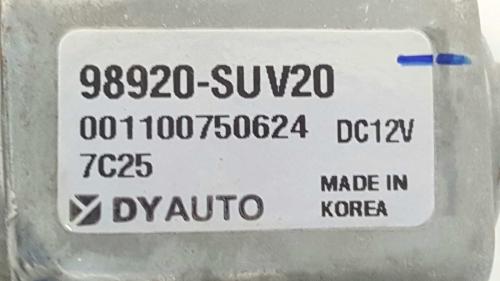 98920-SUV20
001100750624 DC12V
7C25
DYAUTO MADE IN KOREA